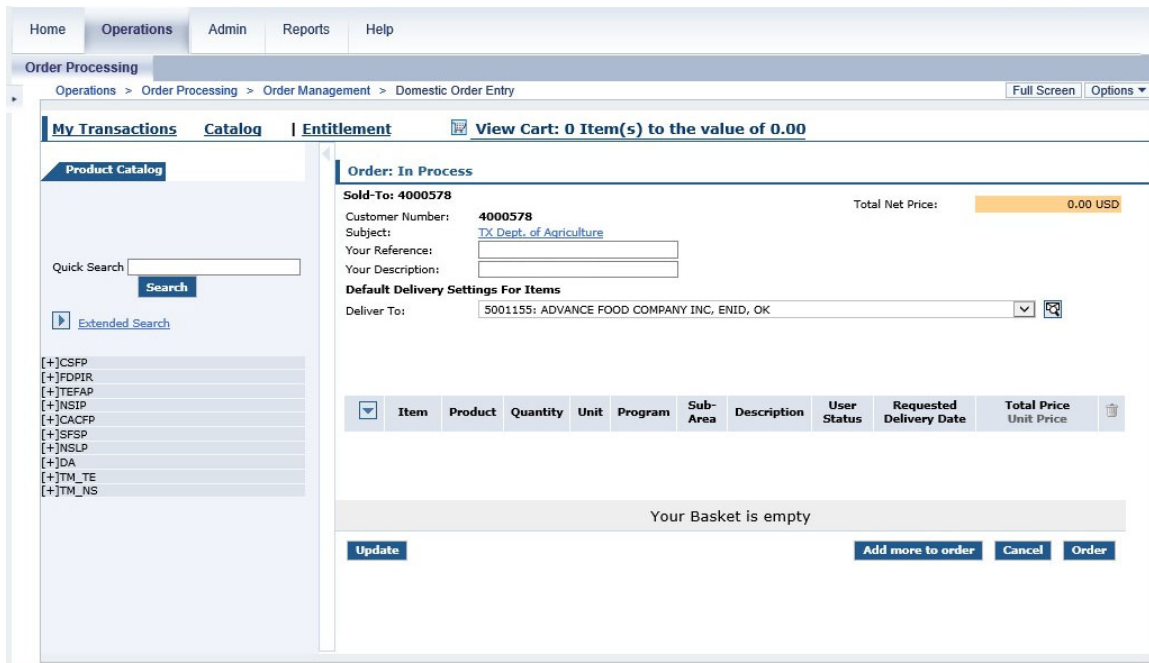 Home Operations Admin Reports Help
Order Processing
Operations > Order Processing > Order Management > Domestic Order Entry Full Screen Options
My Transactions Catalog | Entitlement View Cart: 0 Item(s) to the value of 0.00
Product Catalog
Quick Search
Search
Extended Search
[+]CSFP
[+]FDPIR
[+]TEFAP
[+]NSIP
[+]CACFP
[+]SFSP
[+]NSLP
[+]DA
[+]TM_TE
[+]TM_NS
Order: In Process
Sold-To: 4000578
Total Net Price: 0.00 USD
Customer Number: 4000578
Subject: TX Dept. of Agriculture
Your Reference:
Your Description:
Default Delivery Settings For Items
Deliver To: 5001155: ADVANCE FOOD COMPANY INC, ENID, OK
Item Product Quantity Unit Program Sub-Area Description User Status Requested Delivery Date Total Price Unit Price
Your Basket is empty
Update Add more to order Cancel Order